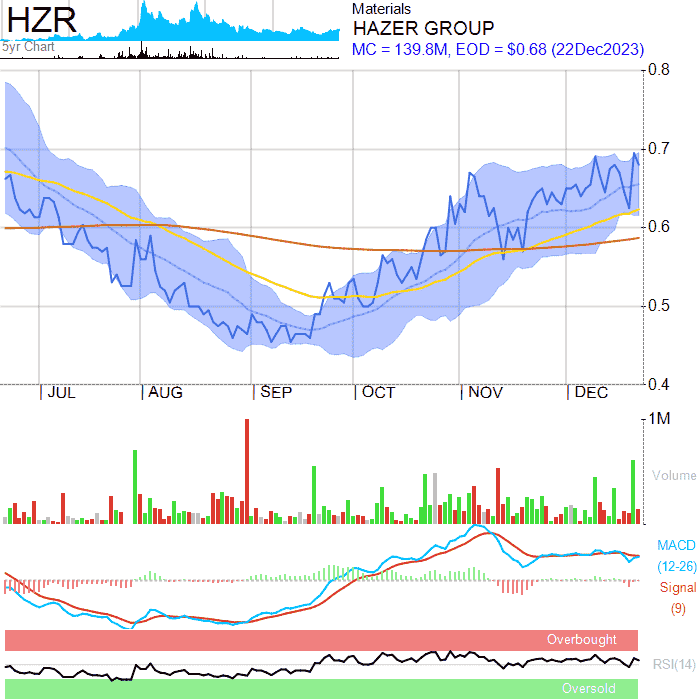 HZR
5yr Chart
Materials
HAZER GROUP
MC = 139.8M, EOD = $0.68 (22Dec2023)
0.8
0.7
0.6
0.5
0.4
JUL AUG SEP OCT NOV DEC
1M
Volume
MACD
(12-26)
Signal
(9)
Overbought
RSI(14)
Oversold